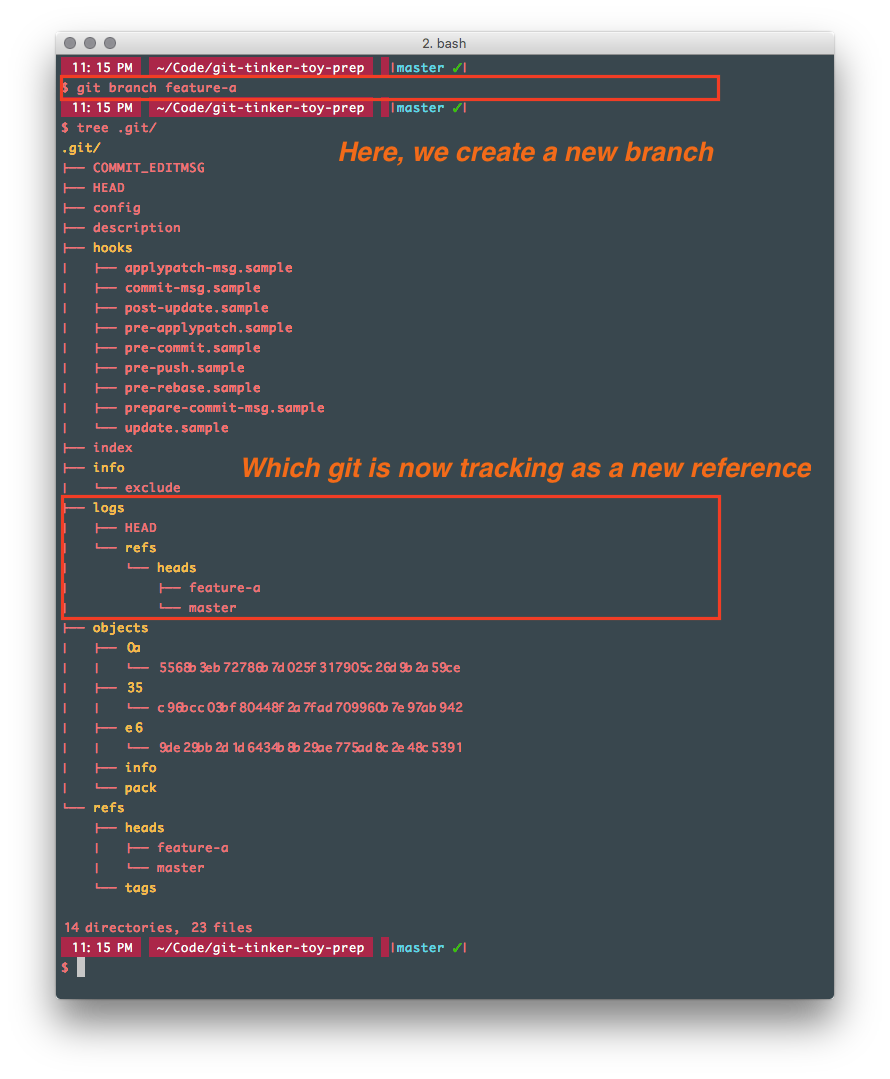 2. bash
11:15 PM ~/Code/git-tinker-toy-prep |master ✓|
$ git branch feature-a
11:15 PM ~/Code/git-tinker-toy-prep |master ✓|
$ tree .git/
.git/
Here, we create a new branch
├── COMMIT_EDITMSG
├── HEAD
├── config
├── description
├── hooks
│   ├── applypatch-msg.sample
│   ├── commit-msg.sample
│   ├── post-update.sample
│   ├── pre-applypatch.sample
│   ├── pre-commit.sample
│   ├── pre-push.sample
│   ├── pre-rebase.sample
│   ├── prepare-commit-msg.sample
│   └── update.sample
├── index
├── info
Which git is now tracking as a new reference
│   └── exclude
├── logs
│   ├── HEAD
│   └── refs
│       └── heads
│           ├── feature-a
│           └── master
├── objects
│   ├── 0a
│   │   └── 5568b3eb72786b7d025f317905c26d9b2a59ce
│   ├── 35
│   │   └── c96bcc03bf80448f2a7fad709960b7e97ab942
│   ├── e6
│   │   └── 9de29bb2d1d6434b8b29ae775ad8c2e48c5391
│   ├── info
│   └── pack
└── refs
    ├── heads
    │   ├── feature-a
    │   └── master
    └── tags
14 directories, 23 files
11:15 PM ~/Code/git-tinker-toy-prep |master ✓|
$